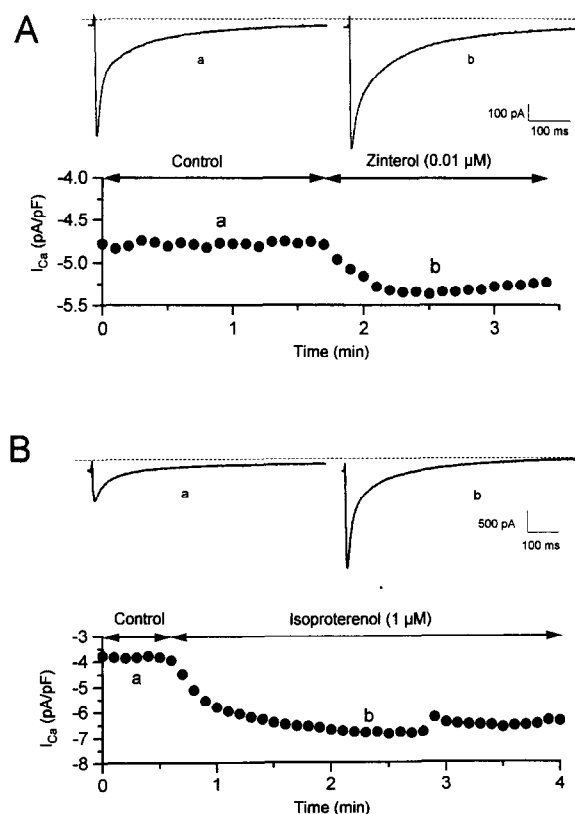 A
a
b
100 pA
100 ms
Control
Zinterol (0.01 µM)
-4.0
-4.5
-5.0
-5.5
I_Ca (pA/pF)
a
b
0
1
2
3
Time (min)
B
a
b
500 pA
100 ms
Control
Isoproterenol (1 µM)
-3
-4
-5
-6
-7
-8
I_Ca (pA/pF)
a
b
0
1
2
3
4
Time (min)